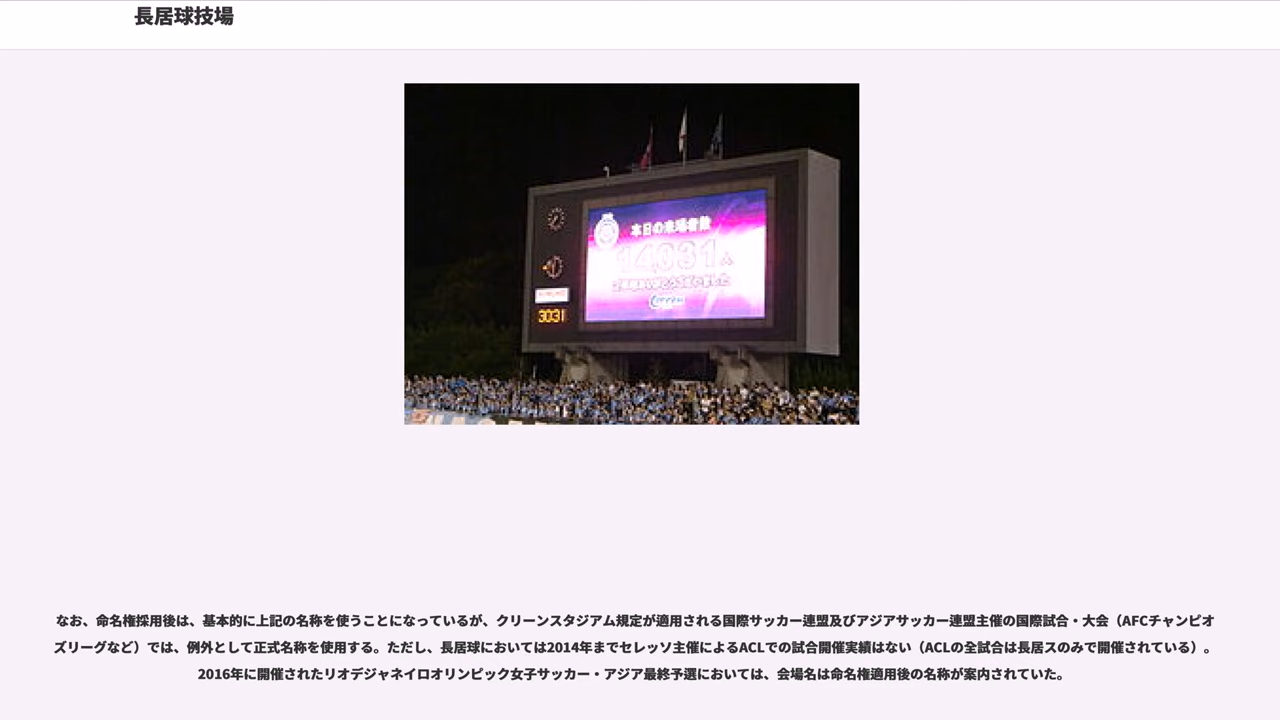 長居球技場
本日の来場者数
14,031人
3031
なお、命名権採用後は、基本的に上記の名称を使うことになっているが、クリーンスタジアム規定が適用される国際サッカー連盟及びアジアサッカー連盟主催の国際試合・大会（AFCチャンピオ
ズリーグなど）では、例外として正式名称を使用する。ただし、長居球においては2014年までセレッソ主催によるACLでの試合開催実績はない（ACLの全試合は長居スのみで開催されている）。
2016年に開催されたリオデジャネイロオリンピック女子サッカー・アジア最終予選においては、会場名は命名権適用後の名称が案内されていた。